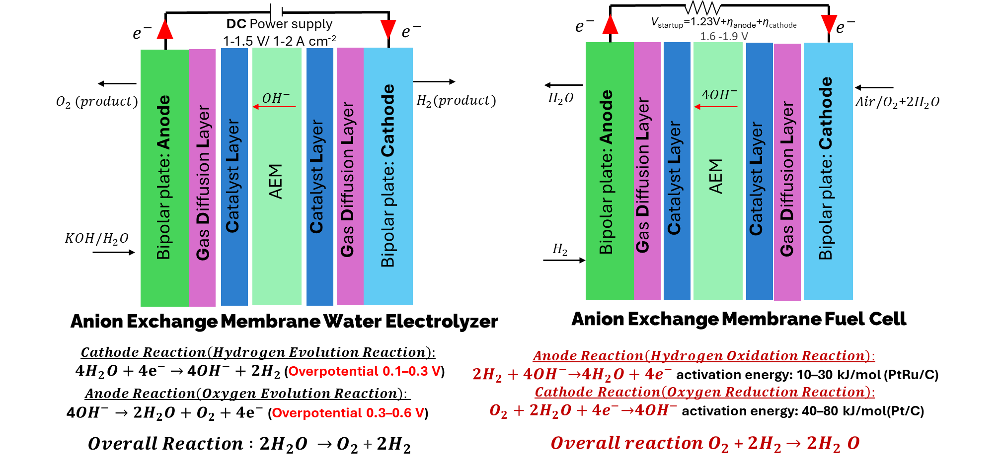 e⁻
DC Power supply
1-1.5 V/ 1-2 A cm-2
e⁻
O₂ (product)
H₂(product)
KOH/H₂O
Bipolar plate: Anode
Gas Diffusion Layer
Catalyst Layer
OH⁻
AEM
Catalyst Layer
Gas Diffusion Layer
Bipolar plate: Cathode
Anion Exchange Membrane Water Electrolyzer
Cathode Reaction(Hydrogen Evolution Reaction):
4H₂O + 4e⁻ → 4OH⁻ + 2H₂ (Overpotential 0.1–0.3 V)
Anode Reaction(Oxygen Evolution Reaction):
4OH⁻ → 2H₂O + O₂ + 4e⁻ (Overpotential 0.3–0.6 V)
Overall Reaction : 2H₂O → O₂ + 2H₂
e⁻
Vstartup=1.23V+ηanode+ηcathode
1.6 -1.9 V
e⁻
H₂O
Air/O₂+2H₂O
H₂
Bipolar plate: Anode
Gas Diffusion Layer
Catalyst Layer
4OH⁻
AEM
Catalyst Layer
Gas Diffusion Layer
Bipolar plate: Cathode
Anion Exchange Membrane Fuel Cell
Anode Reaction(Hydrogen Oxidation Reaction):
2H₂ + 4OH⁻→4H₂O + 4e⁻ activation energy: 10–30 kJ/mol (PtRu/C)
Cathode Reaction(Oxygen Reduction Reaction):
O₂ + 2H₂O + 4e⁻→4OH⁻ activation energy: 40–80 kJ/mol(Pt/C)
Overall reaction O₂ + 2H₂ → 2H₂ O